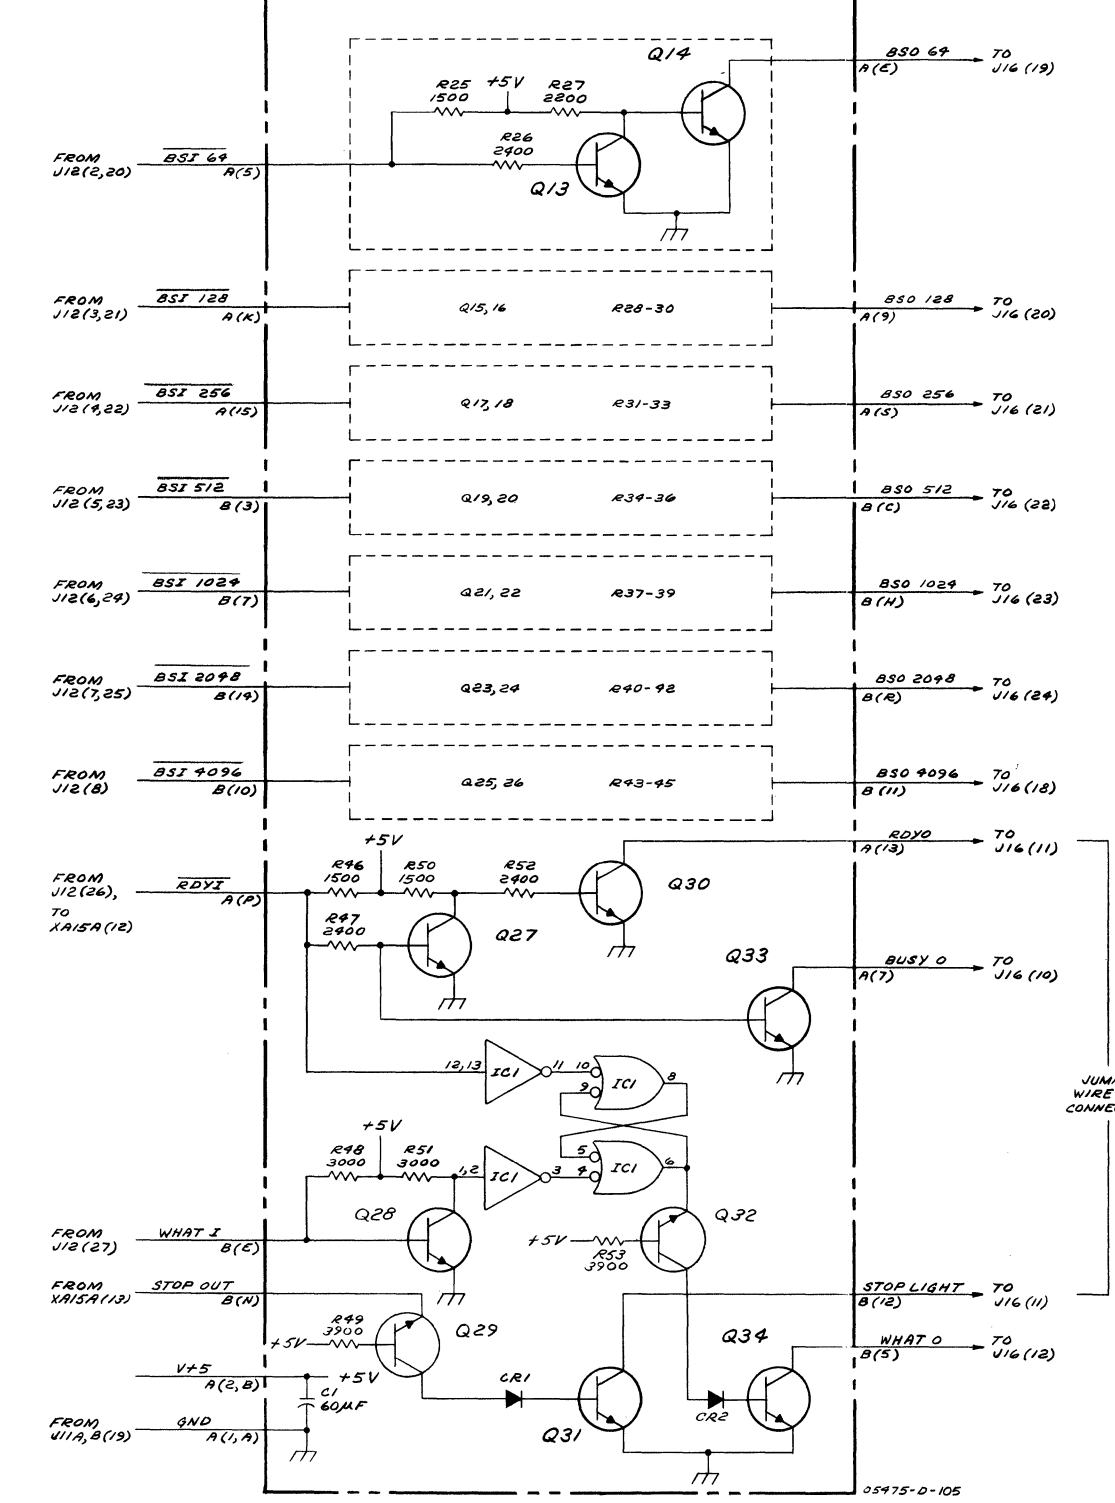 Q14
BSO 64
A(E)
TO
J16 (19)
R25
1500
+5V
R27
2200
R26
2400
FROM
J12(2,20)
BSI 64
A(5)
Q13
FROM
J12(3,21)
BSI 128
A(K)
Q15,16
R28-30
BSO 128
A(9)
TO
J16 (20)
FROM
J12(4,22)
BSI 256
A(15)
Q17,18
R31-33
BSO 256
A(S)
TO
J16 (21)
FROM
J12(5,23)
BSI 512
B(3)
Q19,20
R34-36
BSO 512
B(C)
TO
J16 (22)
FROM
J12(6,24)
BSI 1024
B(7)
Q21,22
R37-39
BSO 1024
B(H)
TO
J16 (23)
FROM
J12(7,25)
BSI 2048
B(14)
Q23,24
R40-42
BSO 2048
B(R)
TO
J16 (24)
FROM
J12(8)
BSI 4096
B(10)
Q25,26
R43-45
BSO 4096
B(11)
TO
J16 (18)
+5V
RDYO
A(13)
TO
J16 (11)
FROM
J12(26),
TO
XA15A(12)
RDYI
A(P)
R46
1500
R50
1500
R52
2400
Q30
R47
2400
Q27
Q33
BUSY O
A(7)
TO
J16 (10)
12,13
IC1
11
10
9
IC1
8
WIRE
+5V
R48
3000
R51
3000
1,2
IC1
3
5
4
IC1
6
Q28
Q32
FROM
J12(27)
WHAT I
B(E)
+5V
R53
3900
FROM
XA15A(13)
STOP OUT
B(N)
STOP LIGHT
B(12)
TO
J16(11)
R49
3900
+5V
Q29
Q34
WHAT O
B(5)
TO
J16(12)
V+5
A(2,B)
+5V
C1
60µF
CR1
CR2
FROM
J11A,B(19)
GND
A(1,A)
Q31
05475-D-105